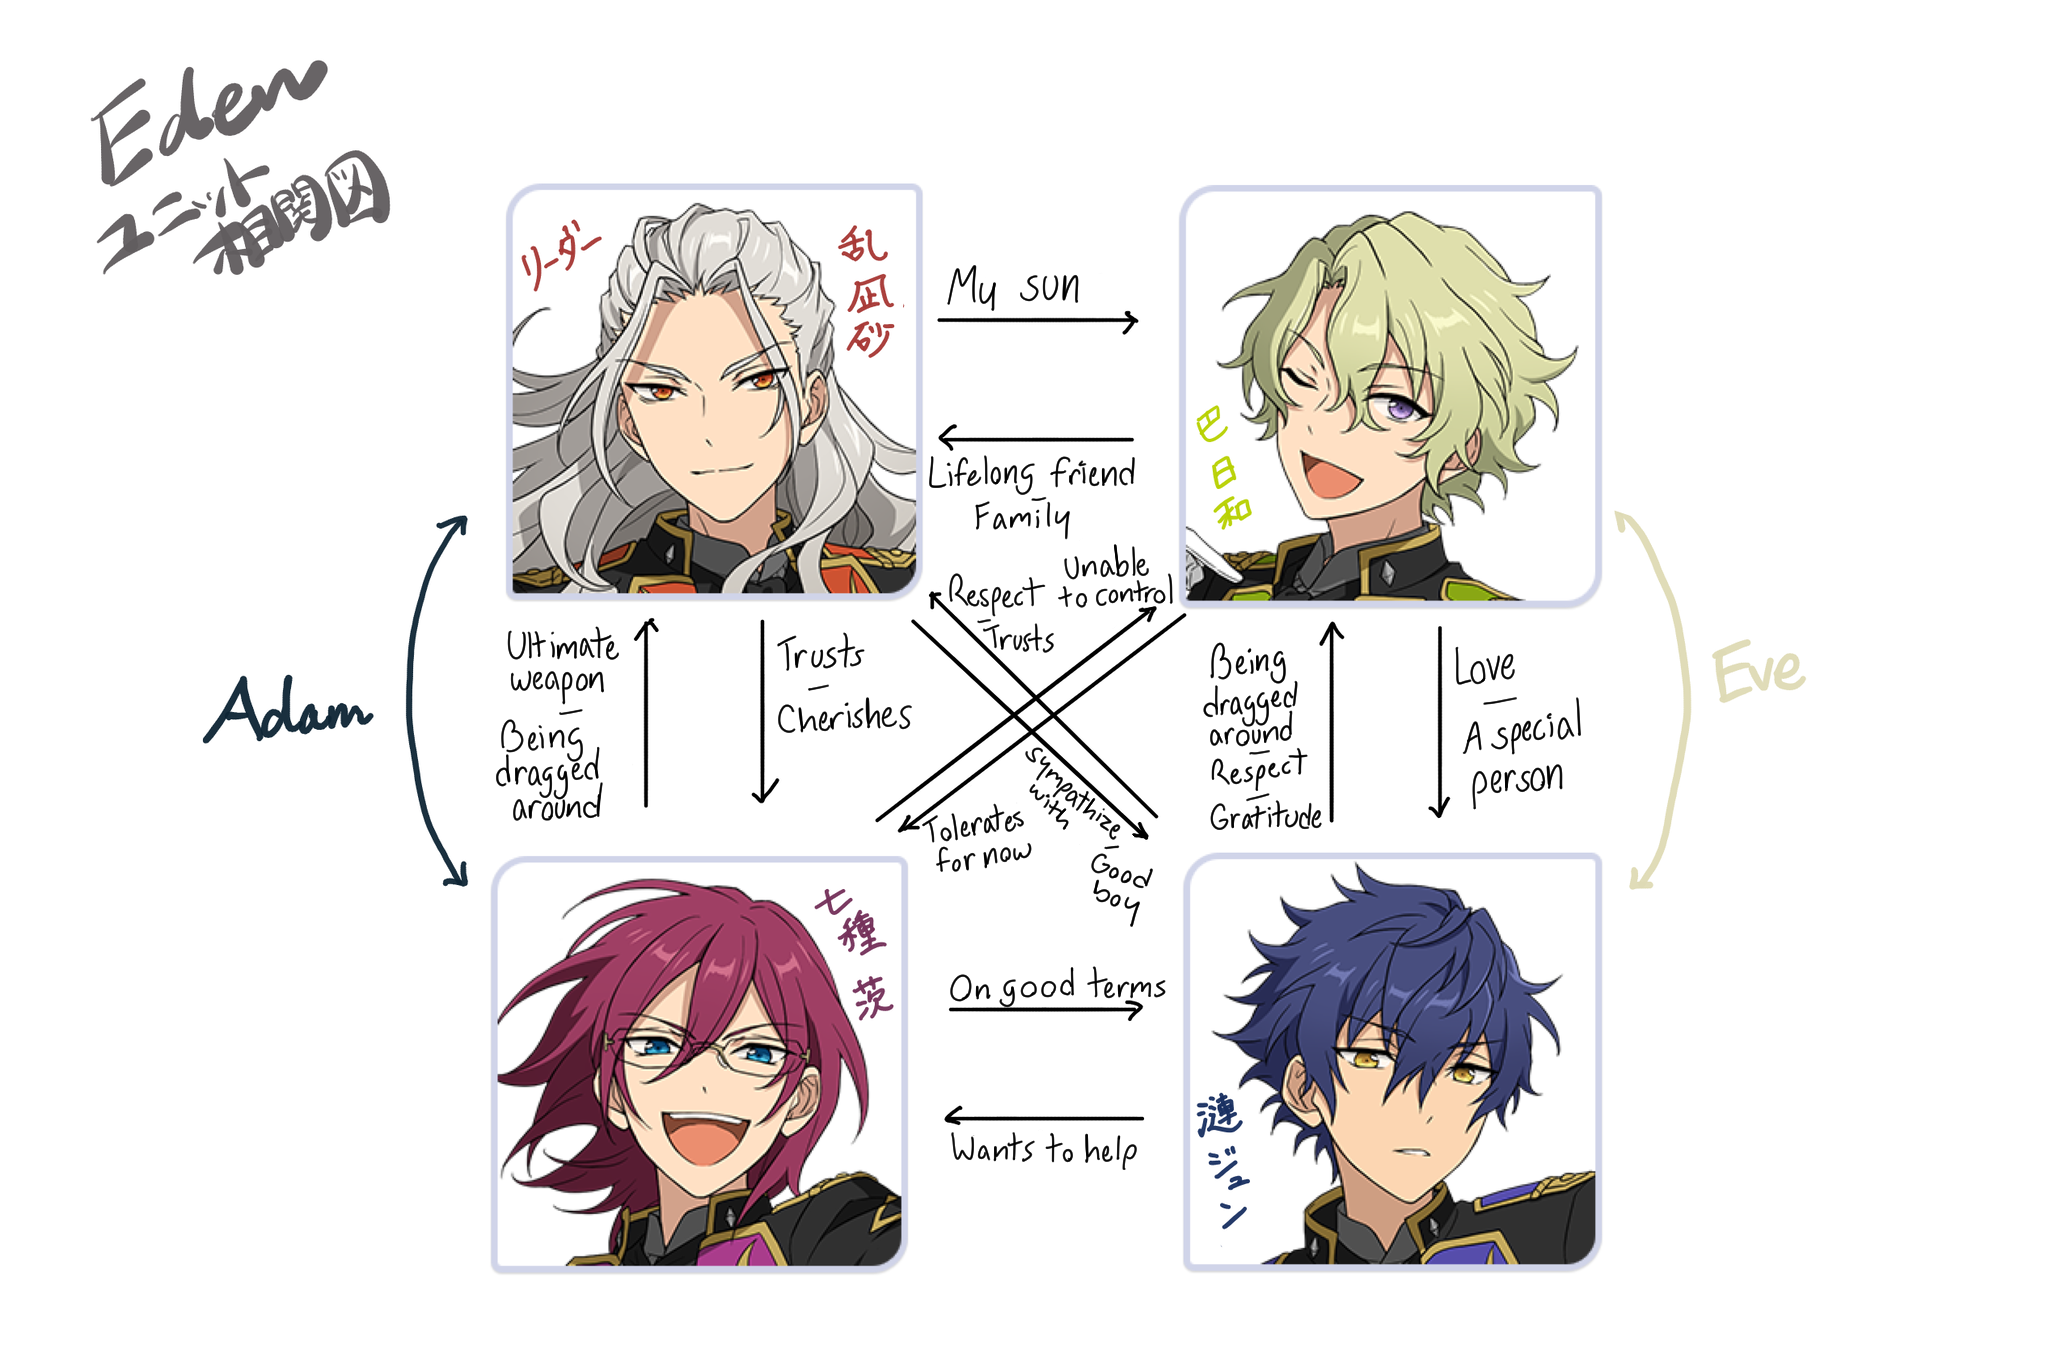 Eden
ユニット
相関図
リーダー
乱
凪
砂
My sun
巴
日
和
Lifelong friend
–
Family
Adam
Eve
Ultimate
weapon
–
Being
dragged
around
Trusts
–
Cherishes
Respect
–
Trusts
Unable
to control
Being
dragged
around
–
Respect
–
Gratitude
Love
–
A special
person
Tolerates
for now
Sympathize
with
–
Good
boy
七
種
茨
On good terms
Wants to help
漣
ジュン